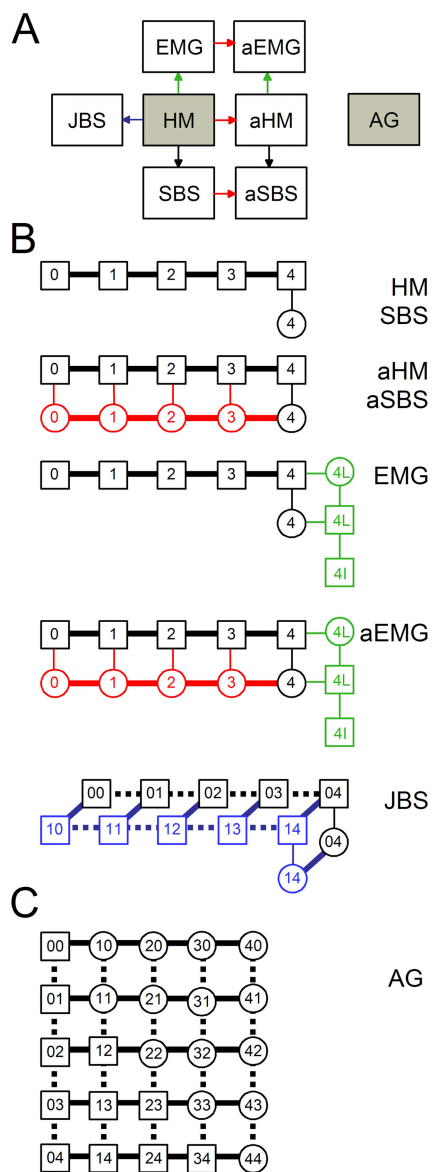 A
EMG aEMG
JBS HM aHM AG
SBS aSBS
B
0 1 2 3 4
HM
4
SBS
aHM
0 1 2 3 4
aSBS
0 1 2 3 4
EMG
0 1 2 3 4 4L
4 4L
4I
aEMG
0 1 2 3 4 4L
0 1 2 3 4 4L
4I
JBS
00 01 02 03 04
10 11 12 13 14 04
14
C
00 10 20 30 40
AG
01 11 21 31 41
02 12 22 32 42
03 13 23 33 43
04 14 24 34 44